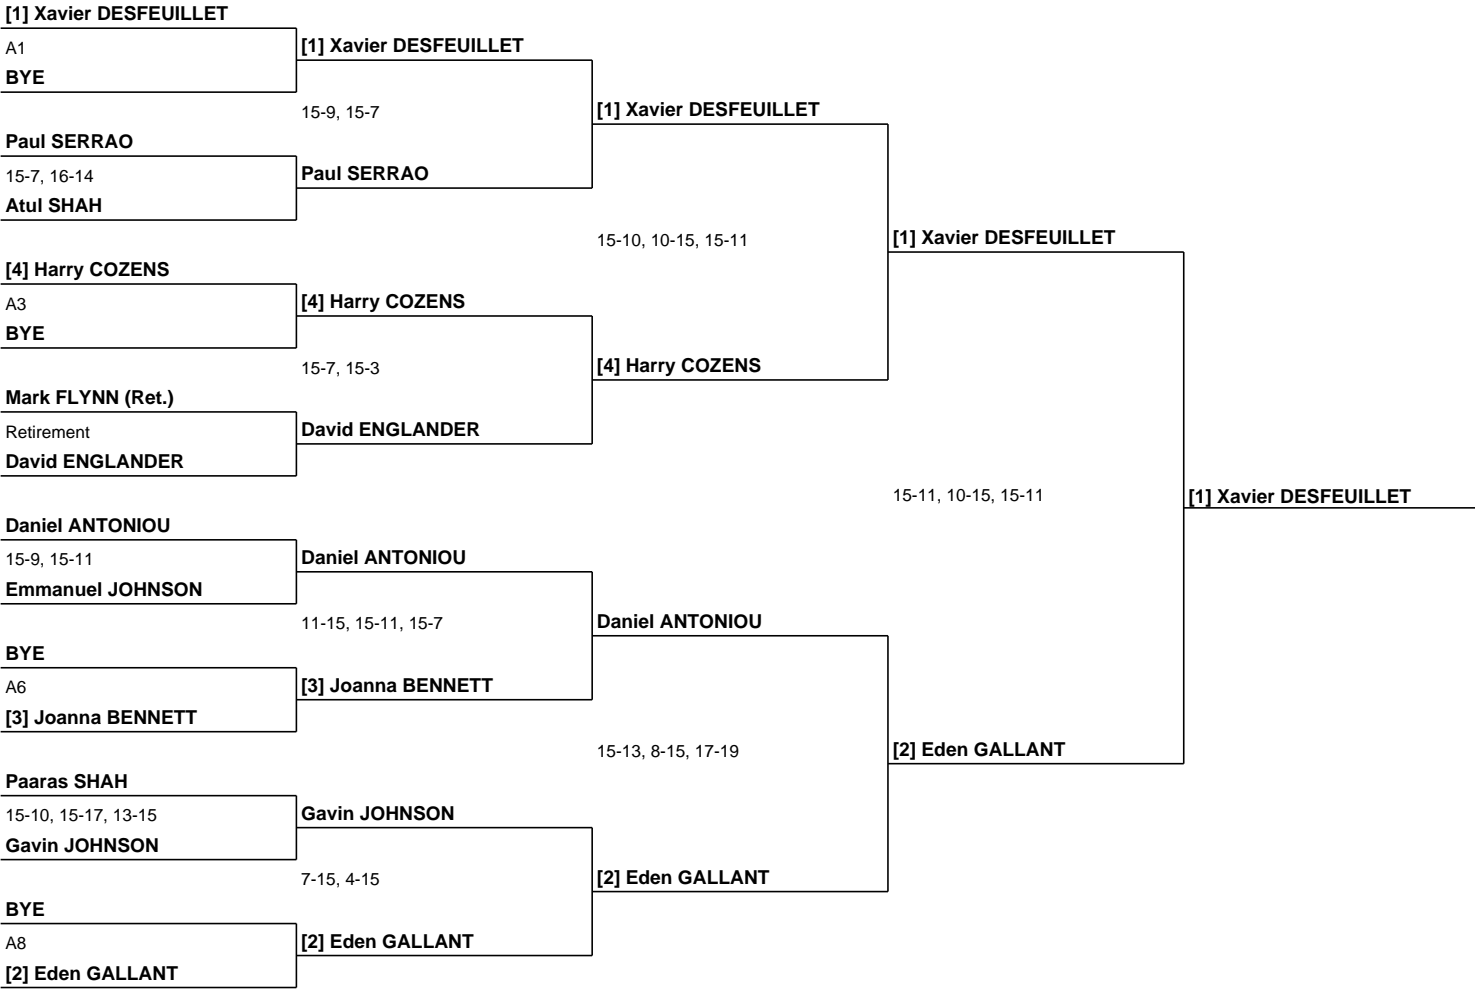 [1] Xavier DESFEUILLET
A1
BYE
Paul SERRAO
15-7, 16-14
Atul SHAH
[4] Harry COZENS
A3
BYE
Mark FLYNN (Ret.)
Retirement
David ENGLANDER
Daniel ANTONIOU
15-9, 15-11
Emmanuel JOHNSON
BYE
A6
[3] Joanna BENNETT
Paaras SHAH
15-10, 15-17, 13-15
Gavin JOHNSON
BYE
A8
[2] Eden GALLANT
[1] Xavier DESFEUILLET
15-9, 15-7
Paul SERRAO
[4] Harry COZENS
15-7, 15-3
David ENGLANDER
Daniel ANTONIOU
11-15, 15-11, 15-7
[3] Joanna BENNETT
Gavin JOHNSON
7-15, 4-15
[2] Eden GALLANT
[1] Xavier DESFEUILLET
15-10, 10-15, 15-11
[4] Harry COZENS
Daniel ANTONIOU
15-13, 8-15, 17-19
[2] Eden GALLANT
[1] Xavier DESFEUILLET
15-11, 10-15, 15-11
[2] Eden GALLANT
[1] Xavier DESFEUILLET